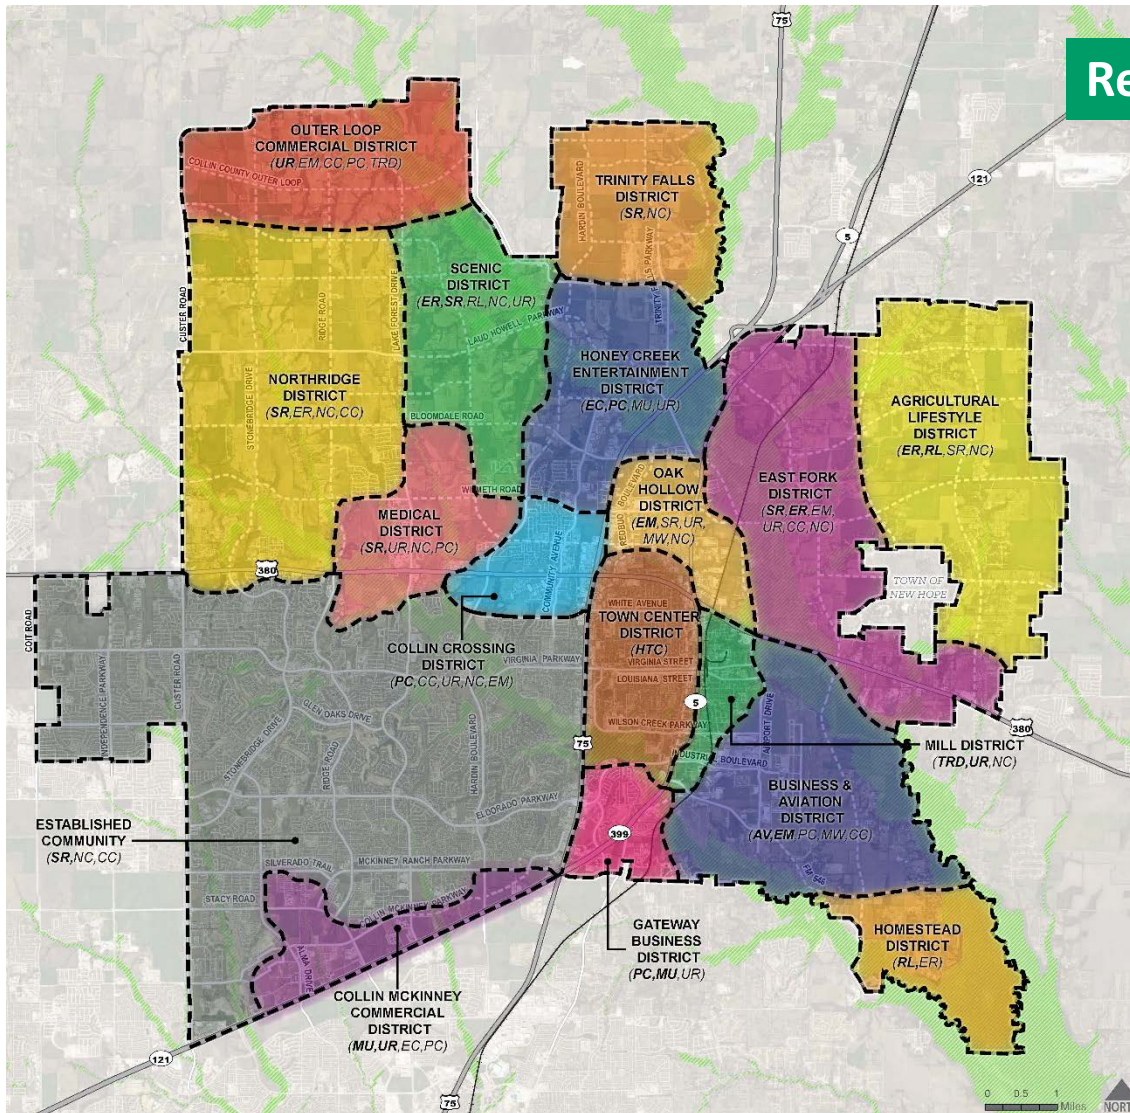 75
Re
121
5
OUTER LOOP
COMMERCIAL DISTRICT
(UR,EM,CC,PC,TRD)
COLLIN COUNTY OUTER LOOP
TRINITY FALLS
DISTRICT
(SR,NC)
HARDIN BOULEVARD
TRINITY FALLS PARKWAY
SCENIC
DISTRICT
(ER,SR,RL,NC,UR)
LAUD HOWELL PARKWAY
CUSTER ROAD
RIDGE ROAD
LAKE FOREST DRIVE
STONEBRIDGE DRIVE
NORTHRIDGE
DISTRICT
(SR,ER,NC,CC)
HONEY CREEK
ENTERTAINMENT
DISTRICT
(EC,PC,MU,UR)
BLOOMDALE ROAD
AGRICULTURAL
LIFESTYLE
DISTRICT
(ER,RL,SR,NC)
EAST FORK
DISTRICT
(SR,ER,EM,
UR,CC,NC)
OAK
HOLLOW
DISTRICT
(EM,SR,UR,
MW,NC)
REDBUD BOULEVARD
WILMETH ROAD
MEDICAL
DISTRICT
(SR,UR,NC,PC)
COMMUNITY AVENUE
380
TOWN OF
NEW HOPE
WHITE AVENUE
TOWN CENTER
DISTRICT
(HTC)
VIRGINIA STREET
LOUISIANA STREET
WILSON CREEK PARKWAY
COLLIN CROSSING
DISTRICT
(PC,CC,UR,NC,EM)
VIRGINIA PARKWAY
COIT ROAD
INDEPENDENCE PARKWAY
CUSTER ROAD
STONEBRIDGE DRIVE
GLEN OAKS DRIVE
RIDGE ROAD
HARDIN BOULEVARD
5
75
380
AIRPORT DRIVE
INDUSTRIAL BOULEVARD
MILL DISTRICT
(TRD,UR,NC)
BUSINESS &
AVIATION
DISTRICT
(AV,EM,PC,MW,CC)
FM 546
ELDORADO PARKWAY
399
ESTABLISHED
COMMUNITY
(SR,NC,CC)
SILVERADO TRAIL
MCKINNEY RANCH PARKWAY
STACY ROAD
COLLIN MCKINNEY PARKWAY
ALMA DRIVE
GATEWAY
BUSINESS
DISTRICT
(PC,MU,UR)
HOMESTEAD
DISTRICT
(RL,ER)
COLLIN MCKINNEY
COMMERCIAL
DISTRICT
(MU,UR,EC,PC)
121
75
0 0.5 1
Miles
NORT